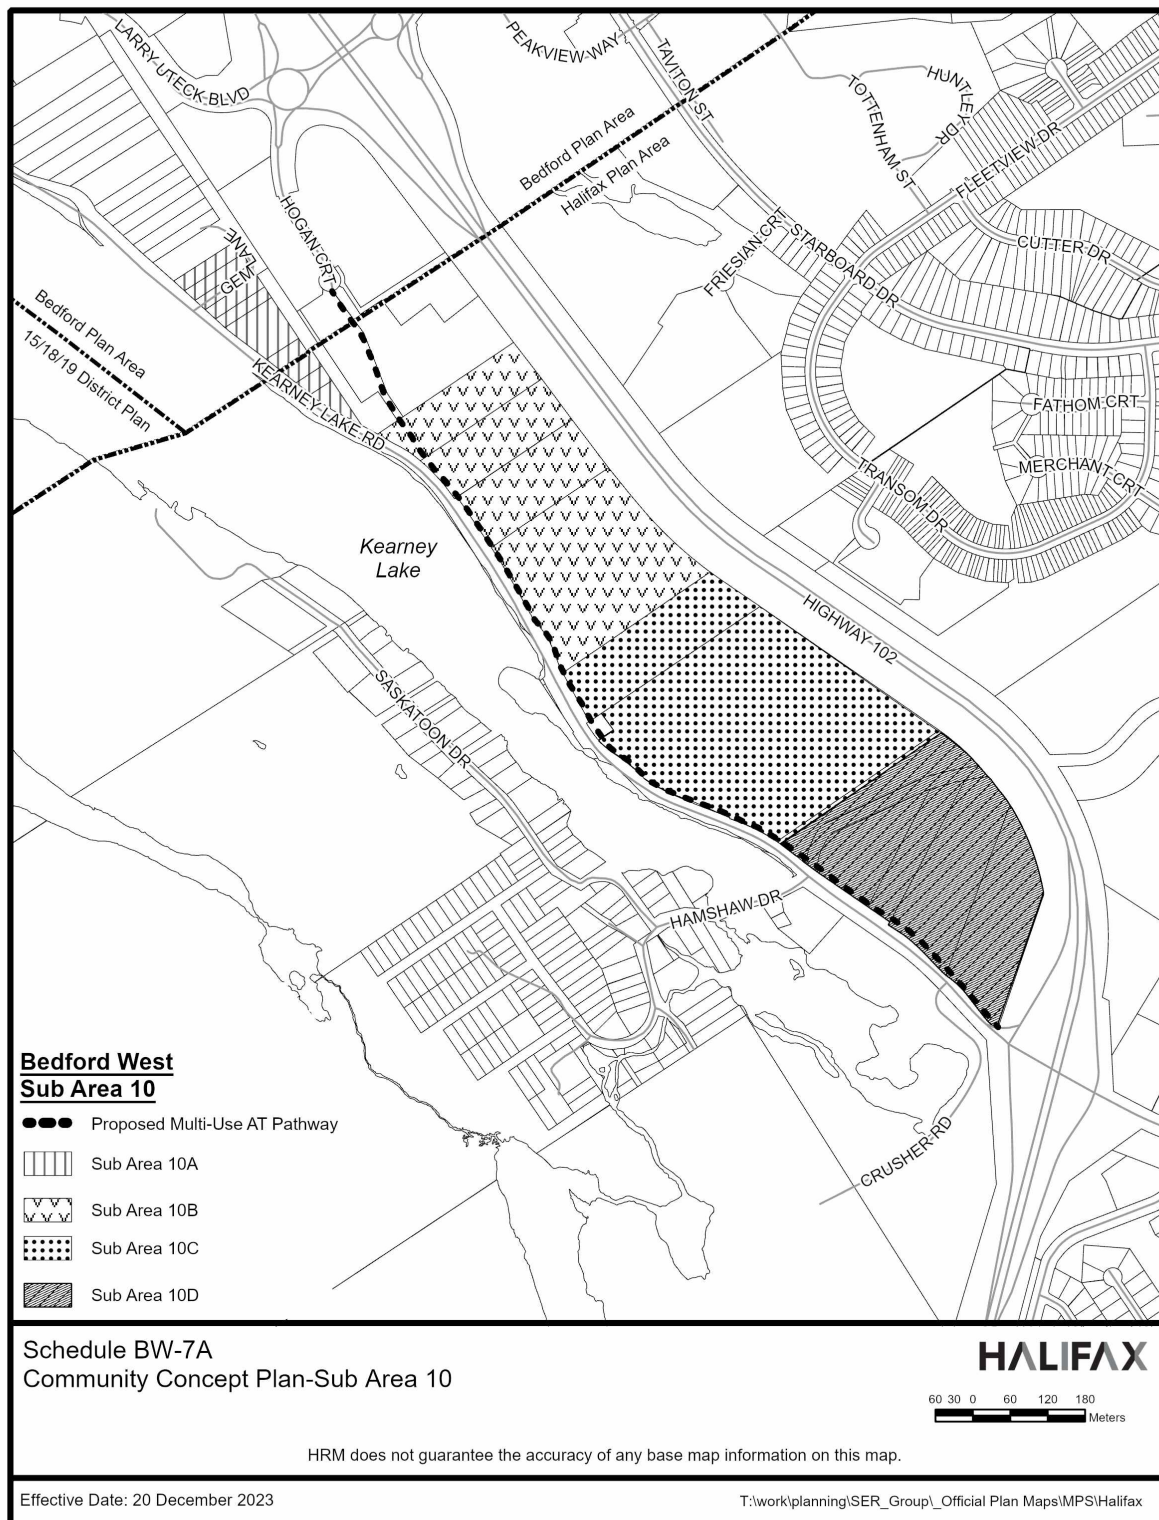 LARRY UTECK BLVD
PEAKVIEW WAY
TAVITON ST
HUNTLEY DR
TOTTENHAM ST
FLEETVIEW DR
Bedford Plan Area
Halifax Plan Area
HOGAN CRT
GEM LANE
FRIESIAN CRT
STARBOARD DR
CUTTER DR
Bedford Plan Area
15/18/19 District Plan
KEARNEY LAKE RD
FATHOM CRT
MERCHANT CRT
TRANSOM DR
Kearney
Lake
HIGHWAY 102
SASKATOON DR
HAMSHAW DR
CRUSHER RD
Bedford West
Sub Area 10
Proposed Multi-Use AT Pathway
Sub Area 10A
Sub Area 10B
Sub Area 10C
Sub Area 10D
Schedule BW-7A
Community Concept Plan-Sub Area 10
HALIFAX
60 30 0 60 120 180
Meters
HRM does not guarantee the accuracy of any base map information on this map.
Effective Date: 20 December 2023
T:\work\planning\SER_Group\_Official Plan Maps\MPS\Halifax